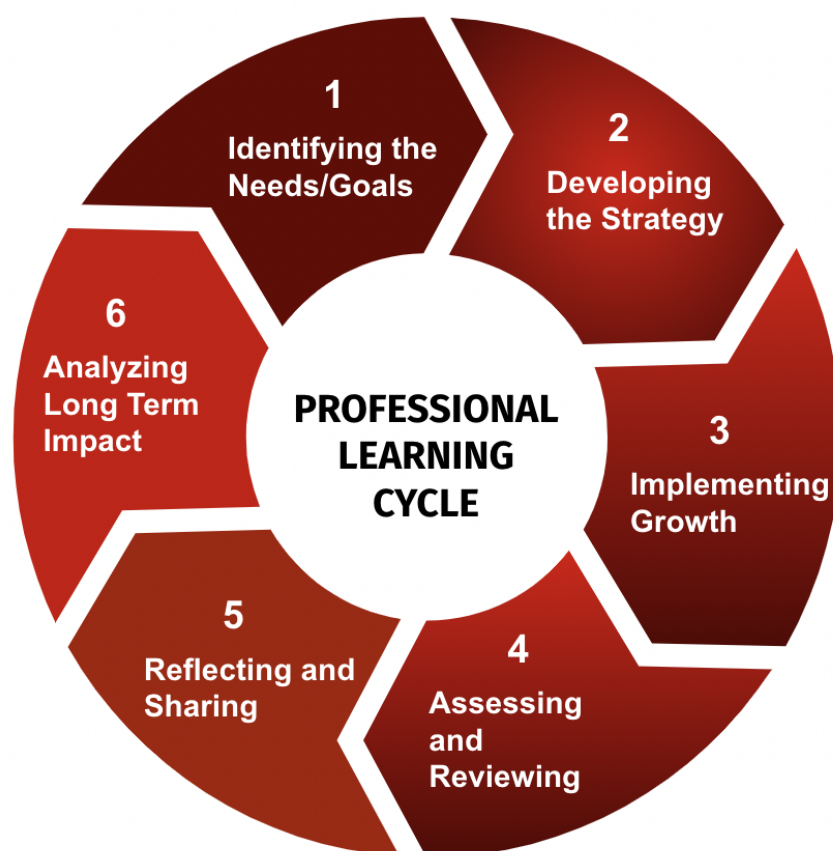 1
Identifying the
Needs/Goals
2
Developing
the Strategy
3
Implementing
Growth
4
Assessing
and
Reviewing
5
Reflecting and
Sharing
6
Analyzing
Long Term
Impact
PROFESSIONAL
LEARNING
CYCLE